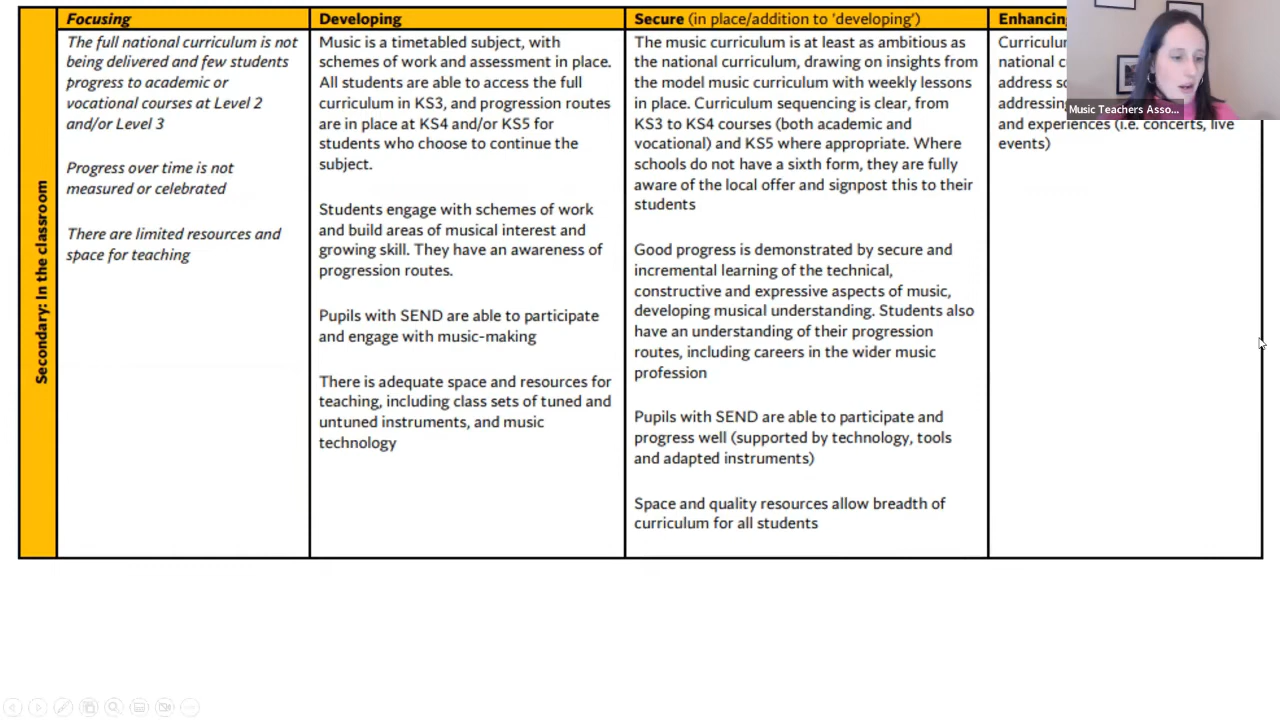 Focusing
The full national curriculum is not
being delivered and few students
progress to academic or
vocational courses at Level 2
and/or Level 3
Progress over time is not
measured or celebrated
There are limited resources and
space for teaching
Developing
Music is a timetabled subject, with
schemes of work and assessment in place.
All students are able to access the full
curriculum in KS3, and progression routes
are in place at KS4 and/or KS5 for
students who choose to continue the
subject.
Students engage with schemes of work
and build areas of musical interest and
growing skill. They have an awareness of
progression routes.
Pupils with SEND are able to participate
and engage with music-making
There is adequate space and resources for
teaching, including class sets of tuned and
untuned instruments, and music
technology
Secure (in place/addition to 'developing')
The music curriculum is at least as ambitious as
the national curriculum, drawing on insights from
the model music curriculum with weekly lessons
in place. Curriculum sequencing is clear, from
KS3 to KS4 courses (both academic and
vocational) and KS5 where appropriate. Where
schools do not have a sixth form, they are fully
aware of the local offer and signpost this to their
students
Good progress is demonstrated by secure and
incremental learning of the technical,
constructive and expressive aspects of music,
developing musical understanding. Students also
have an understanding of their progression
routes, including careers in the wider music
profession
Pupils with SEND are able to participate and
progress well (supported by technology, tools
and adapted instruments)
Space and quality resources allow breadth of
curriculum for all students
Enhancing
national
address
addressing
and experiences (i.e. concerts, live
events)
Secondary: In the classroom
Music Teachers Asso...